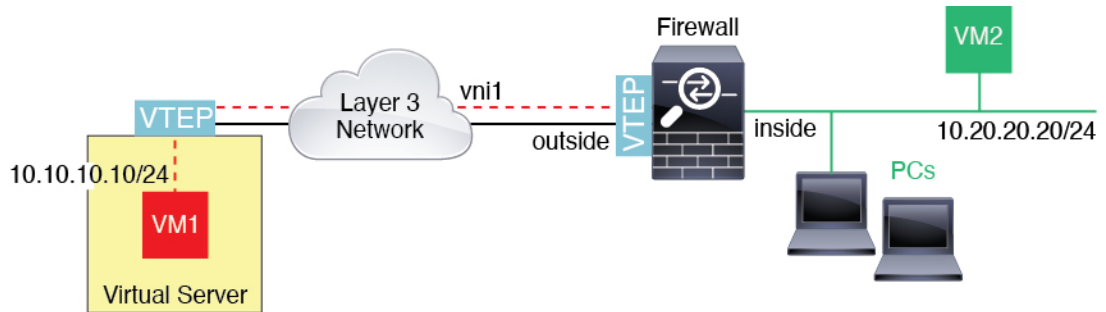 Firewall
VM2
Layer 3
Network
vni1
VTEP
VTEP
outside
inside
10.20.20.20/24
10.10.10.10/24
PCs
VM1
Virtual Server